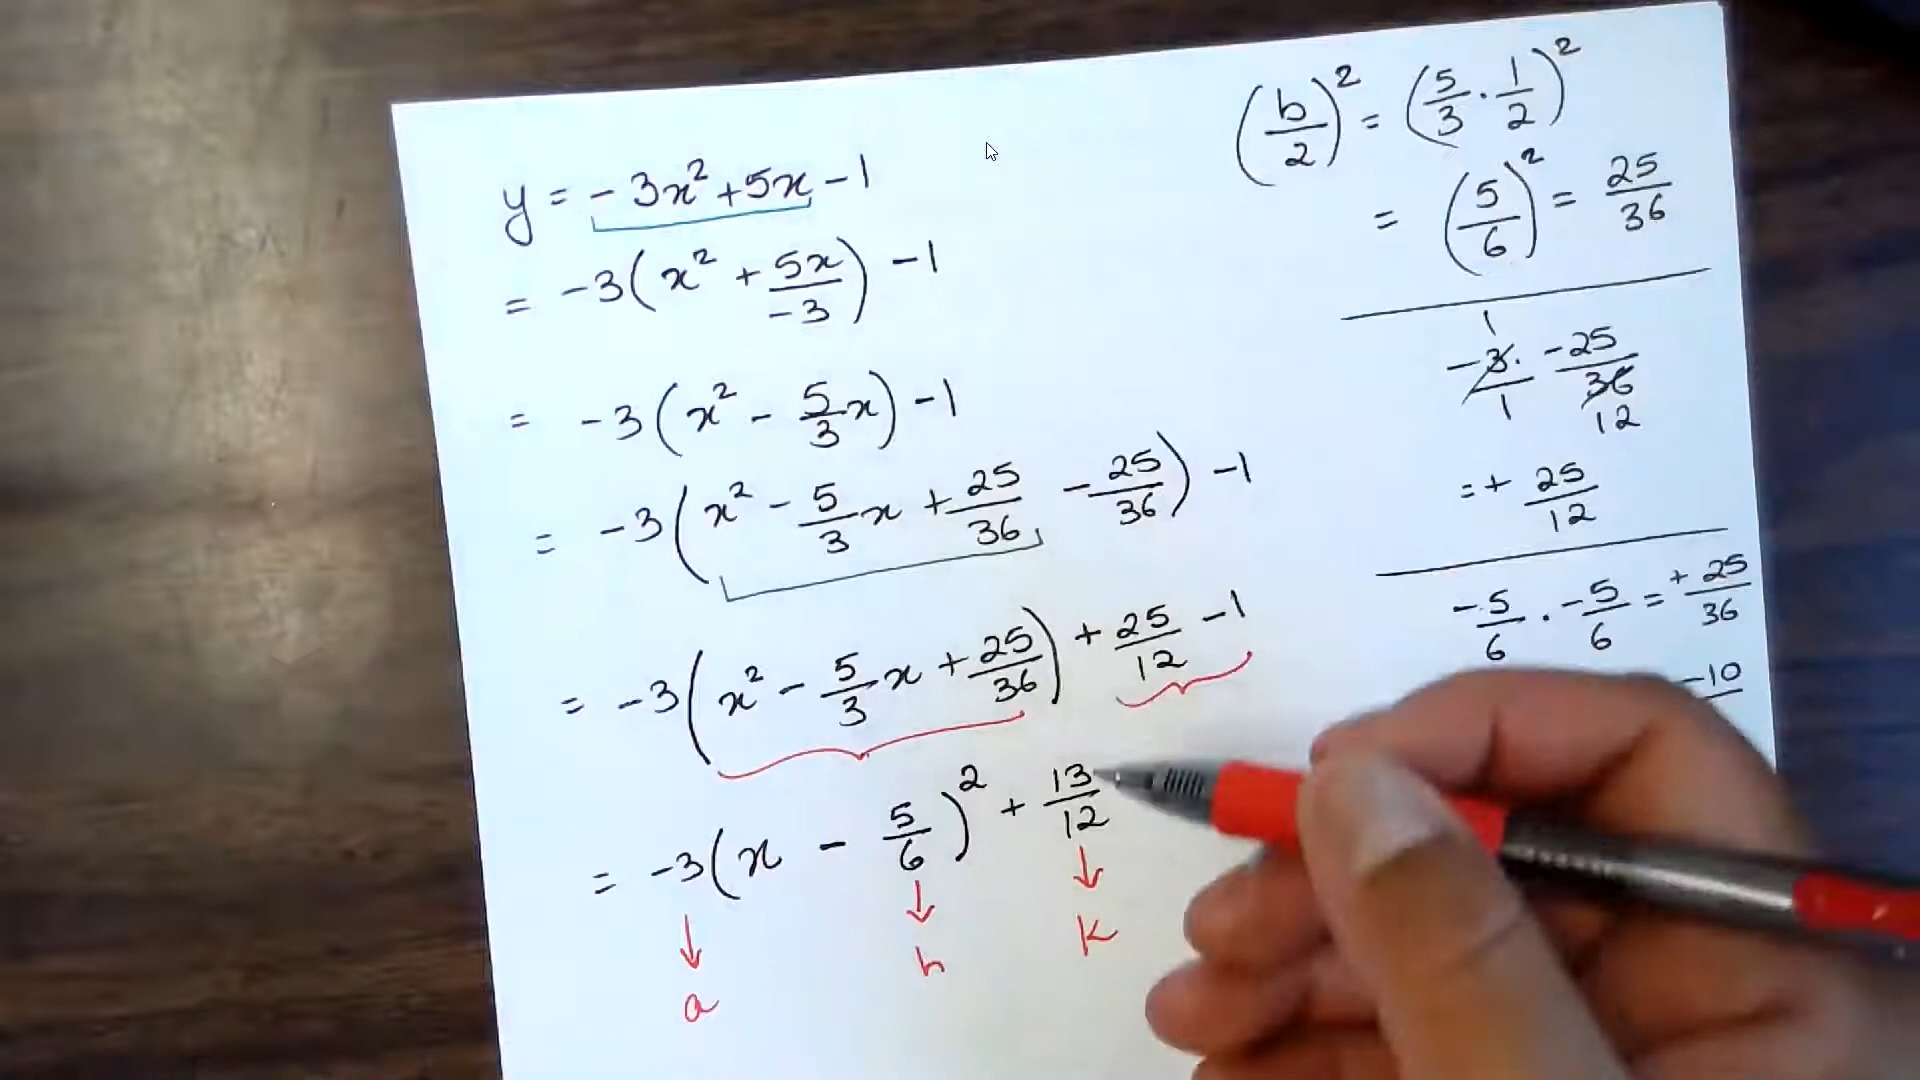 y = -3x² + 5x - 1
= -3(x² + 5x/-3) - 1
= -3(x² - 5/3 x) - 1
= -3(x² - 5/3 x + 25/36 - 25/36) - 1
= -3(x² - 5/3 x + 25/36) + 25/12 - 1
= -3(x - 5/6)² + 13/12
a h k
(b/2)² = (5/3 · 1/2)²
= (5/6)² = 25/36
1
-3/1 · -25/36
1 12
= + 25/12
-5/6 · -5/6 = + 25/36
-10